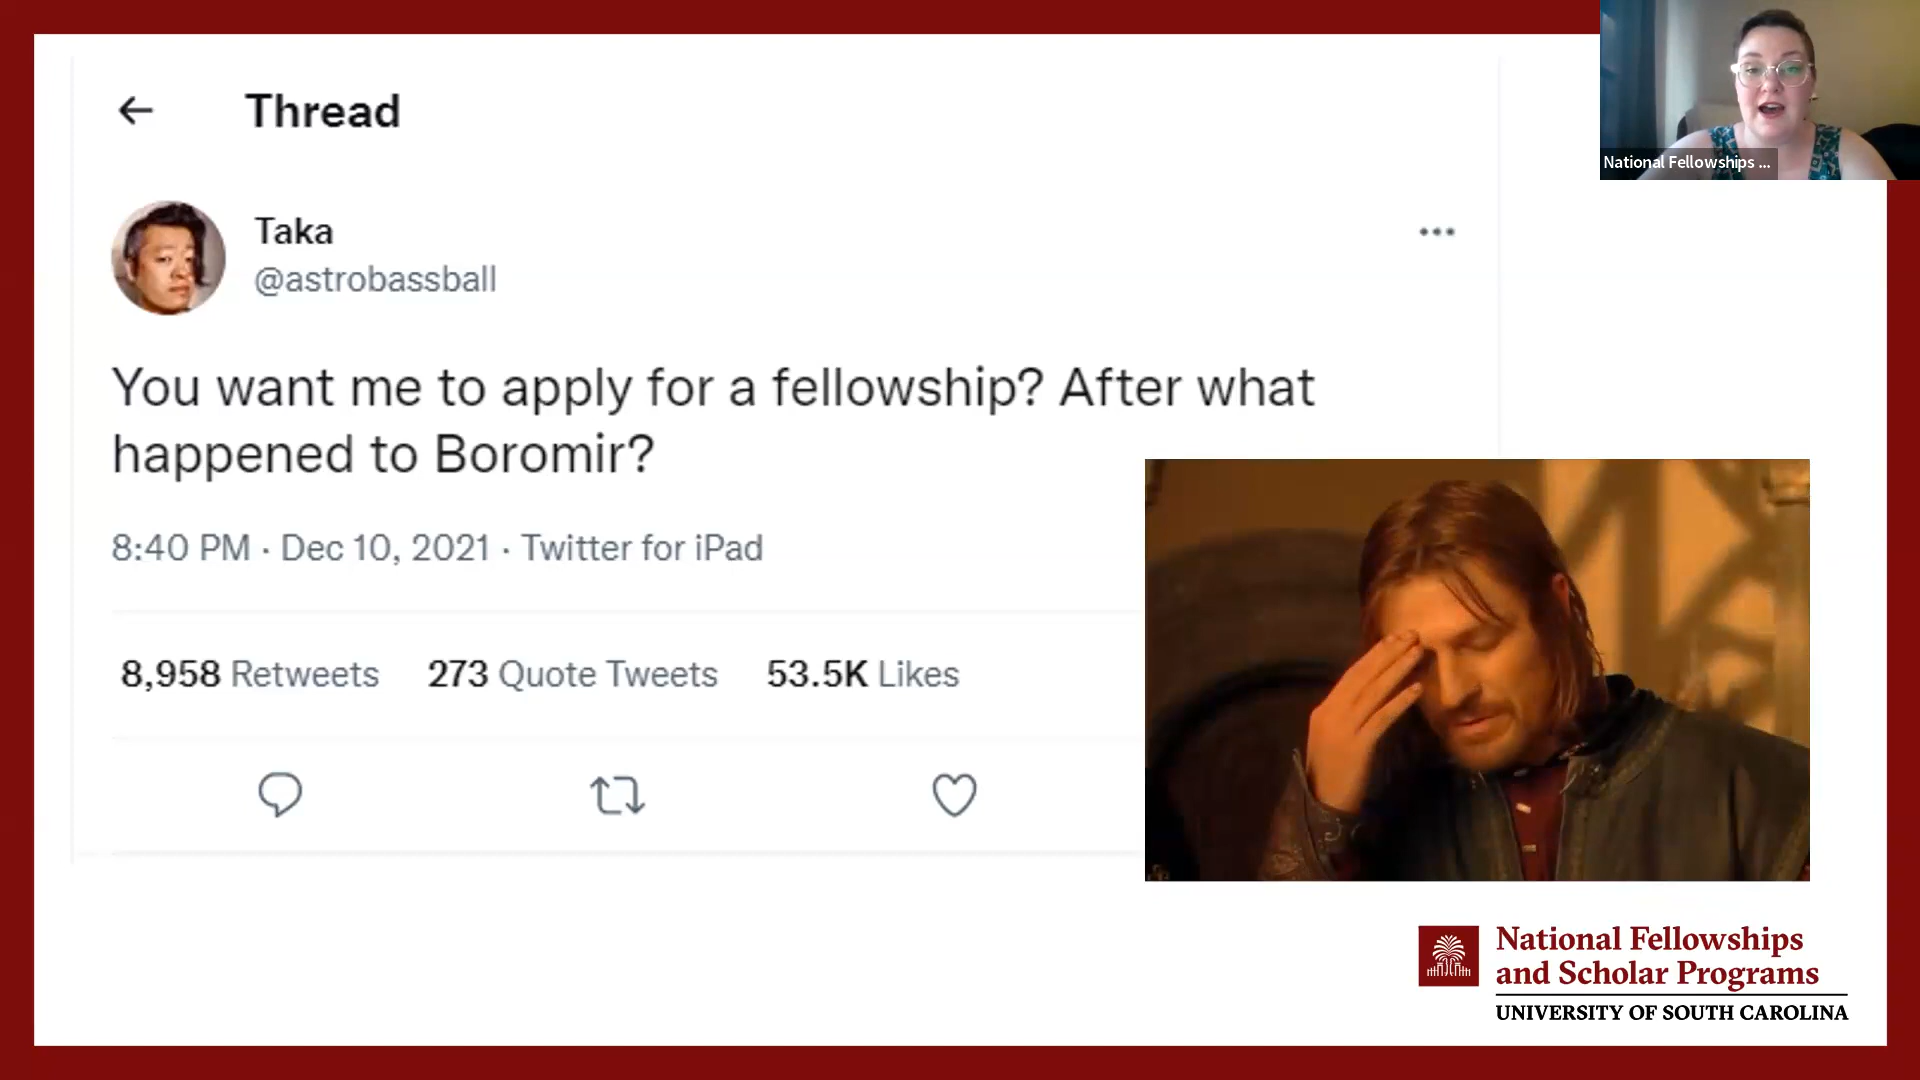 Thread
Taka
@astrobassball
You want me to apply for a fellowship? After what
happened to Boromir?
8:40 PM · Dec 10, 2021 · Twitter for iPad
8,958 Retweets 273 Quote Tweets 53.5K Likes
National Fellowships ...
National Fellowships
and Scholar Programs
UNIVERSITY OF SOUTH CAROLINA